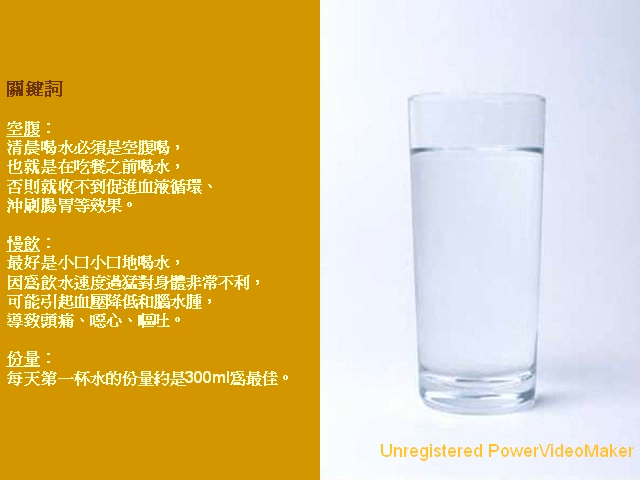 關鍵詞
空腹：
清晨喝水必須是空腹喝，
也就是在吃餐之前喝水，
否則就收不到促進血液循環、
沖刷腸胃等效果。
慢飲：
最好是小口小口地喝水，
因為飲水速度過猛對身體非常不利，
可能引起血壓降低和腦水腫，
導致頭痛、噁心、嘔吐。
份量：
每天第一杯水的份量約是300ml為最佳。
Unregistered PowerVideoMaker